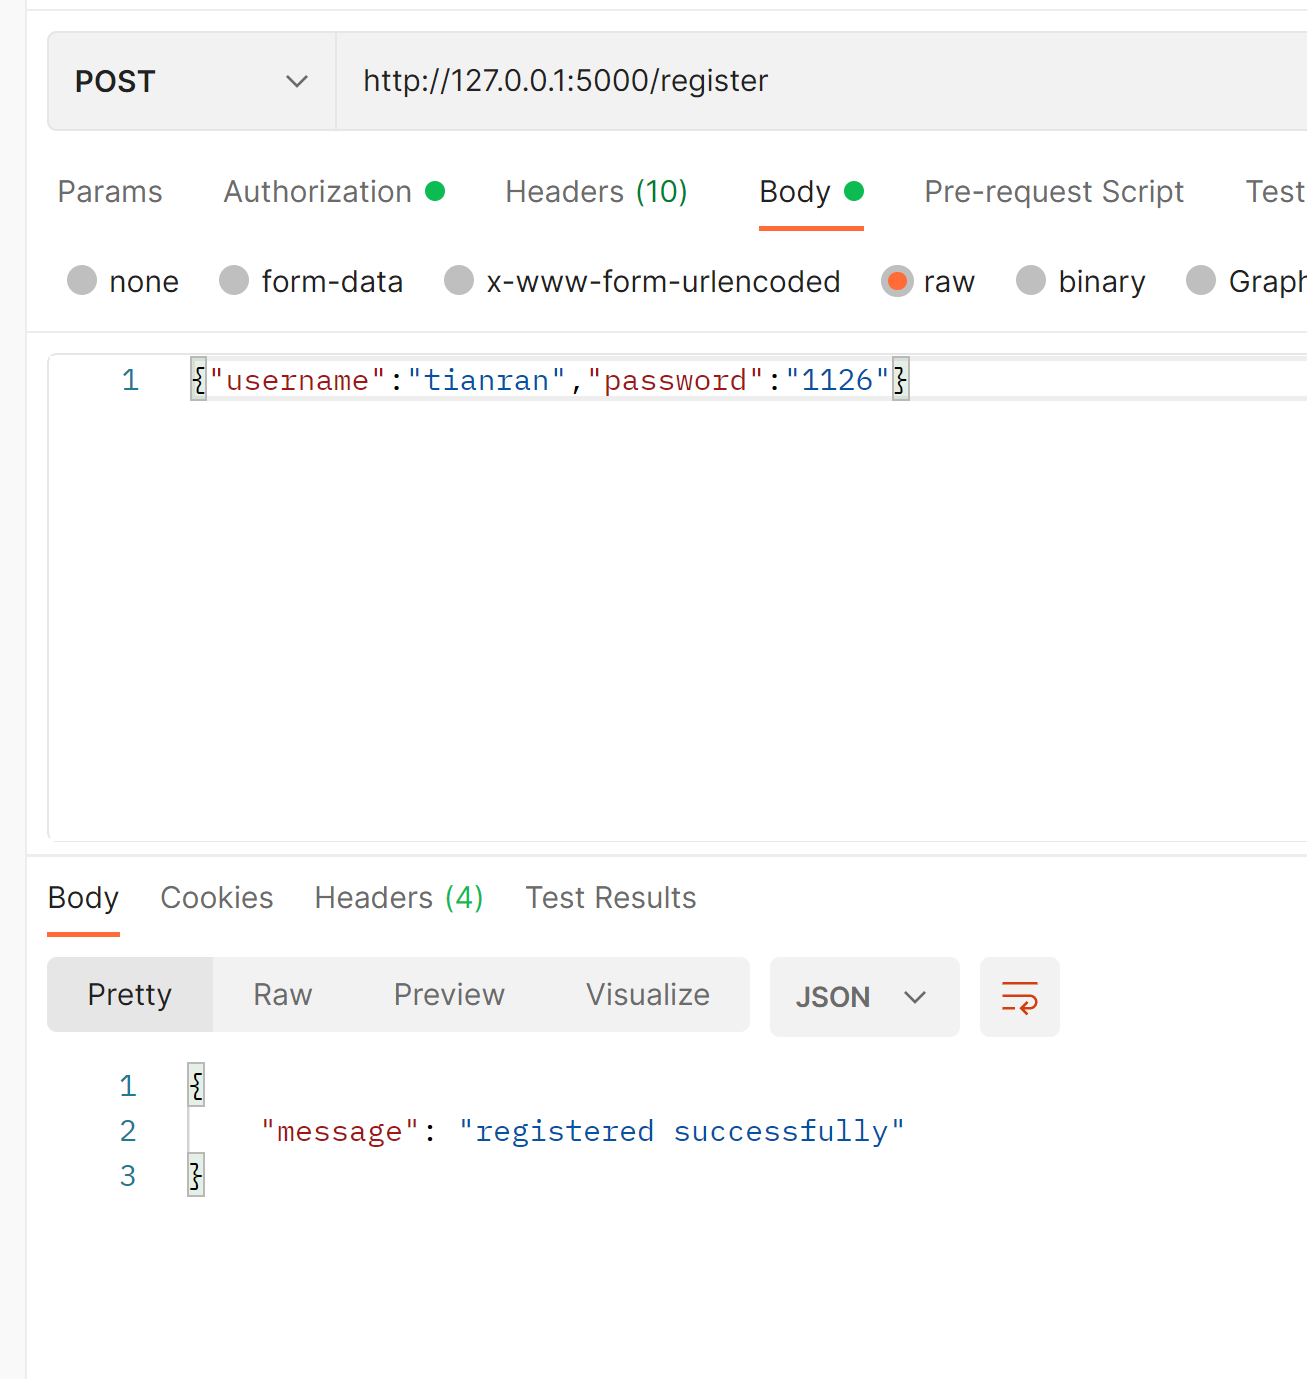 POST http://127.0.0.1:5000/register
Params Authorization Headers (10) Body Pre-request Script Test
none form-data x-www-form-urlencoded raw binary Graph
1 {"username":"tianran","password":"1126"}
Body Cookies Headers (4) Test Results
Pretty Raw Preview Visualize JSON
1 {
2 "message": "registered successfully"
3 }